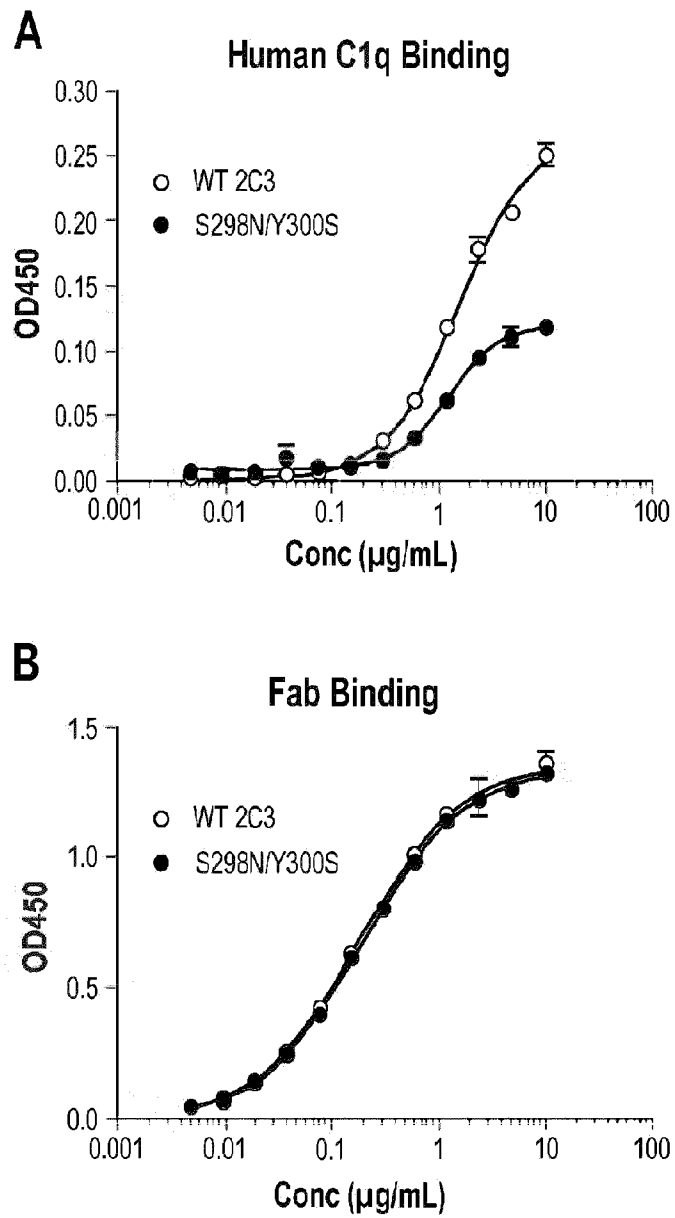 A
Human C1q Binding
0.30
0.25
0.20
0.15
0.10
0.05
0.00
OD450
WT 2C3
S298N/Y300S
0.001 0.01 0.1 1 10 100
Conc (µg/mL)
B
Fab Binding
1.5
1.0
0.5
0.0
OD450
WT 2C3
S298N/Y300S
0.001 0.01 0.1 1 10 100
Conc (µg/mL)